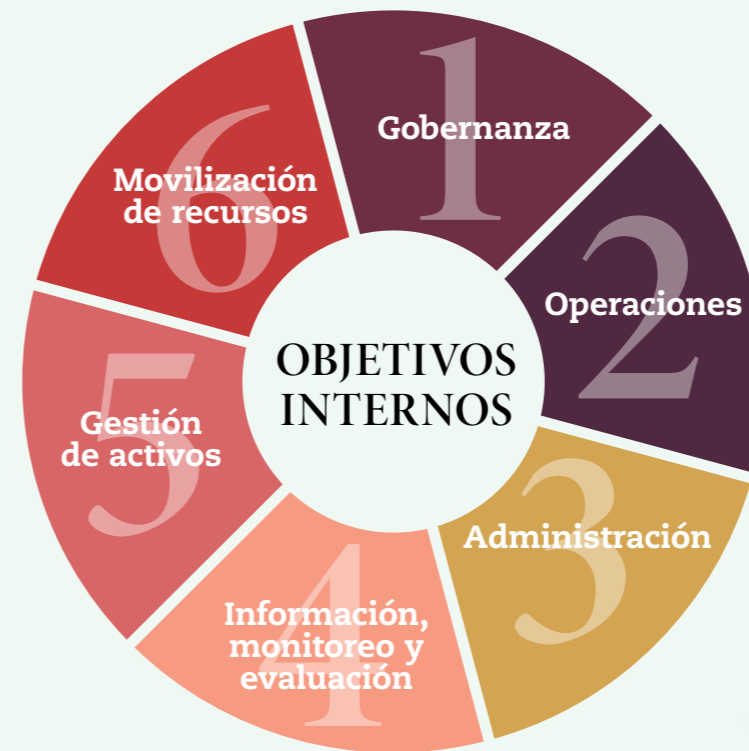 OBJETIVOS
INTERNOS
1
Gobernanza
2
Operaciones
3
Administración
4
Información,
monitoreo y
evaluación
5
Gestión
de activos
6
Movilización
de recursos